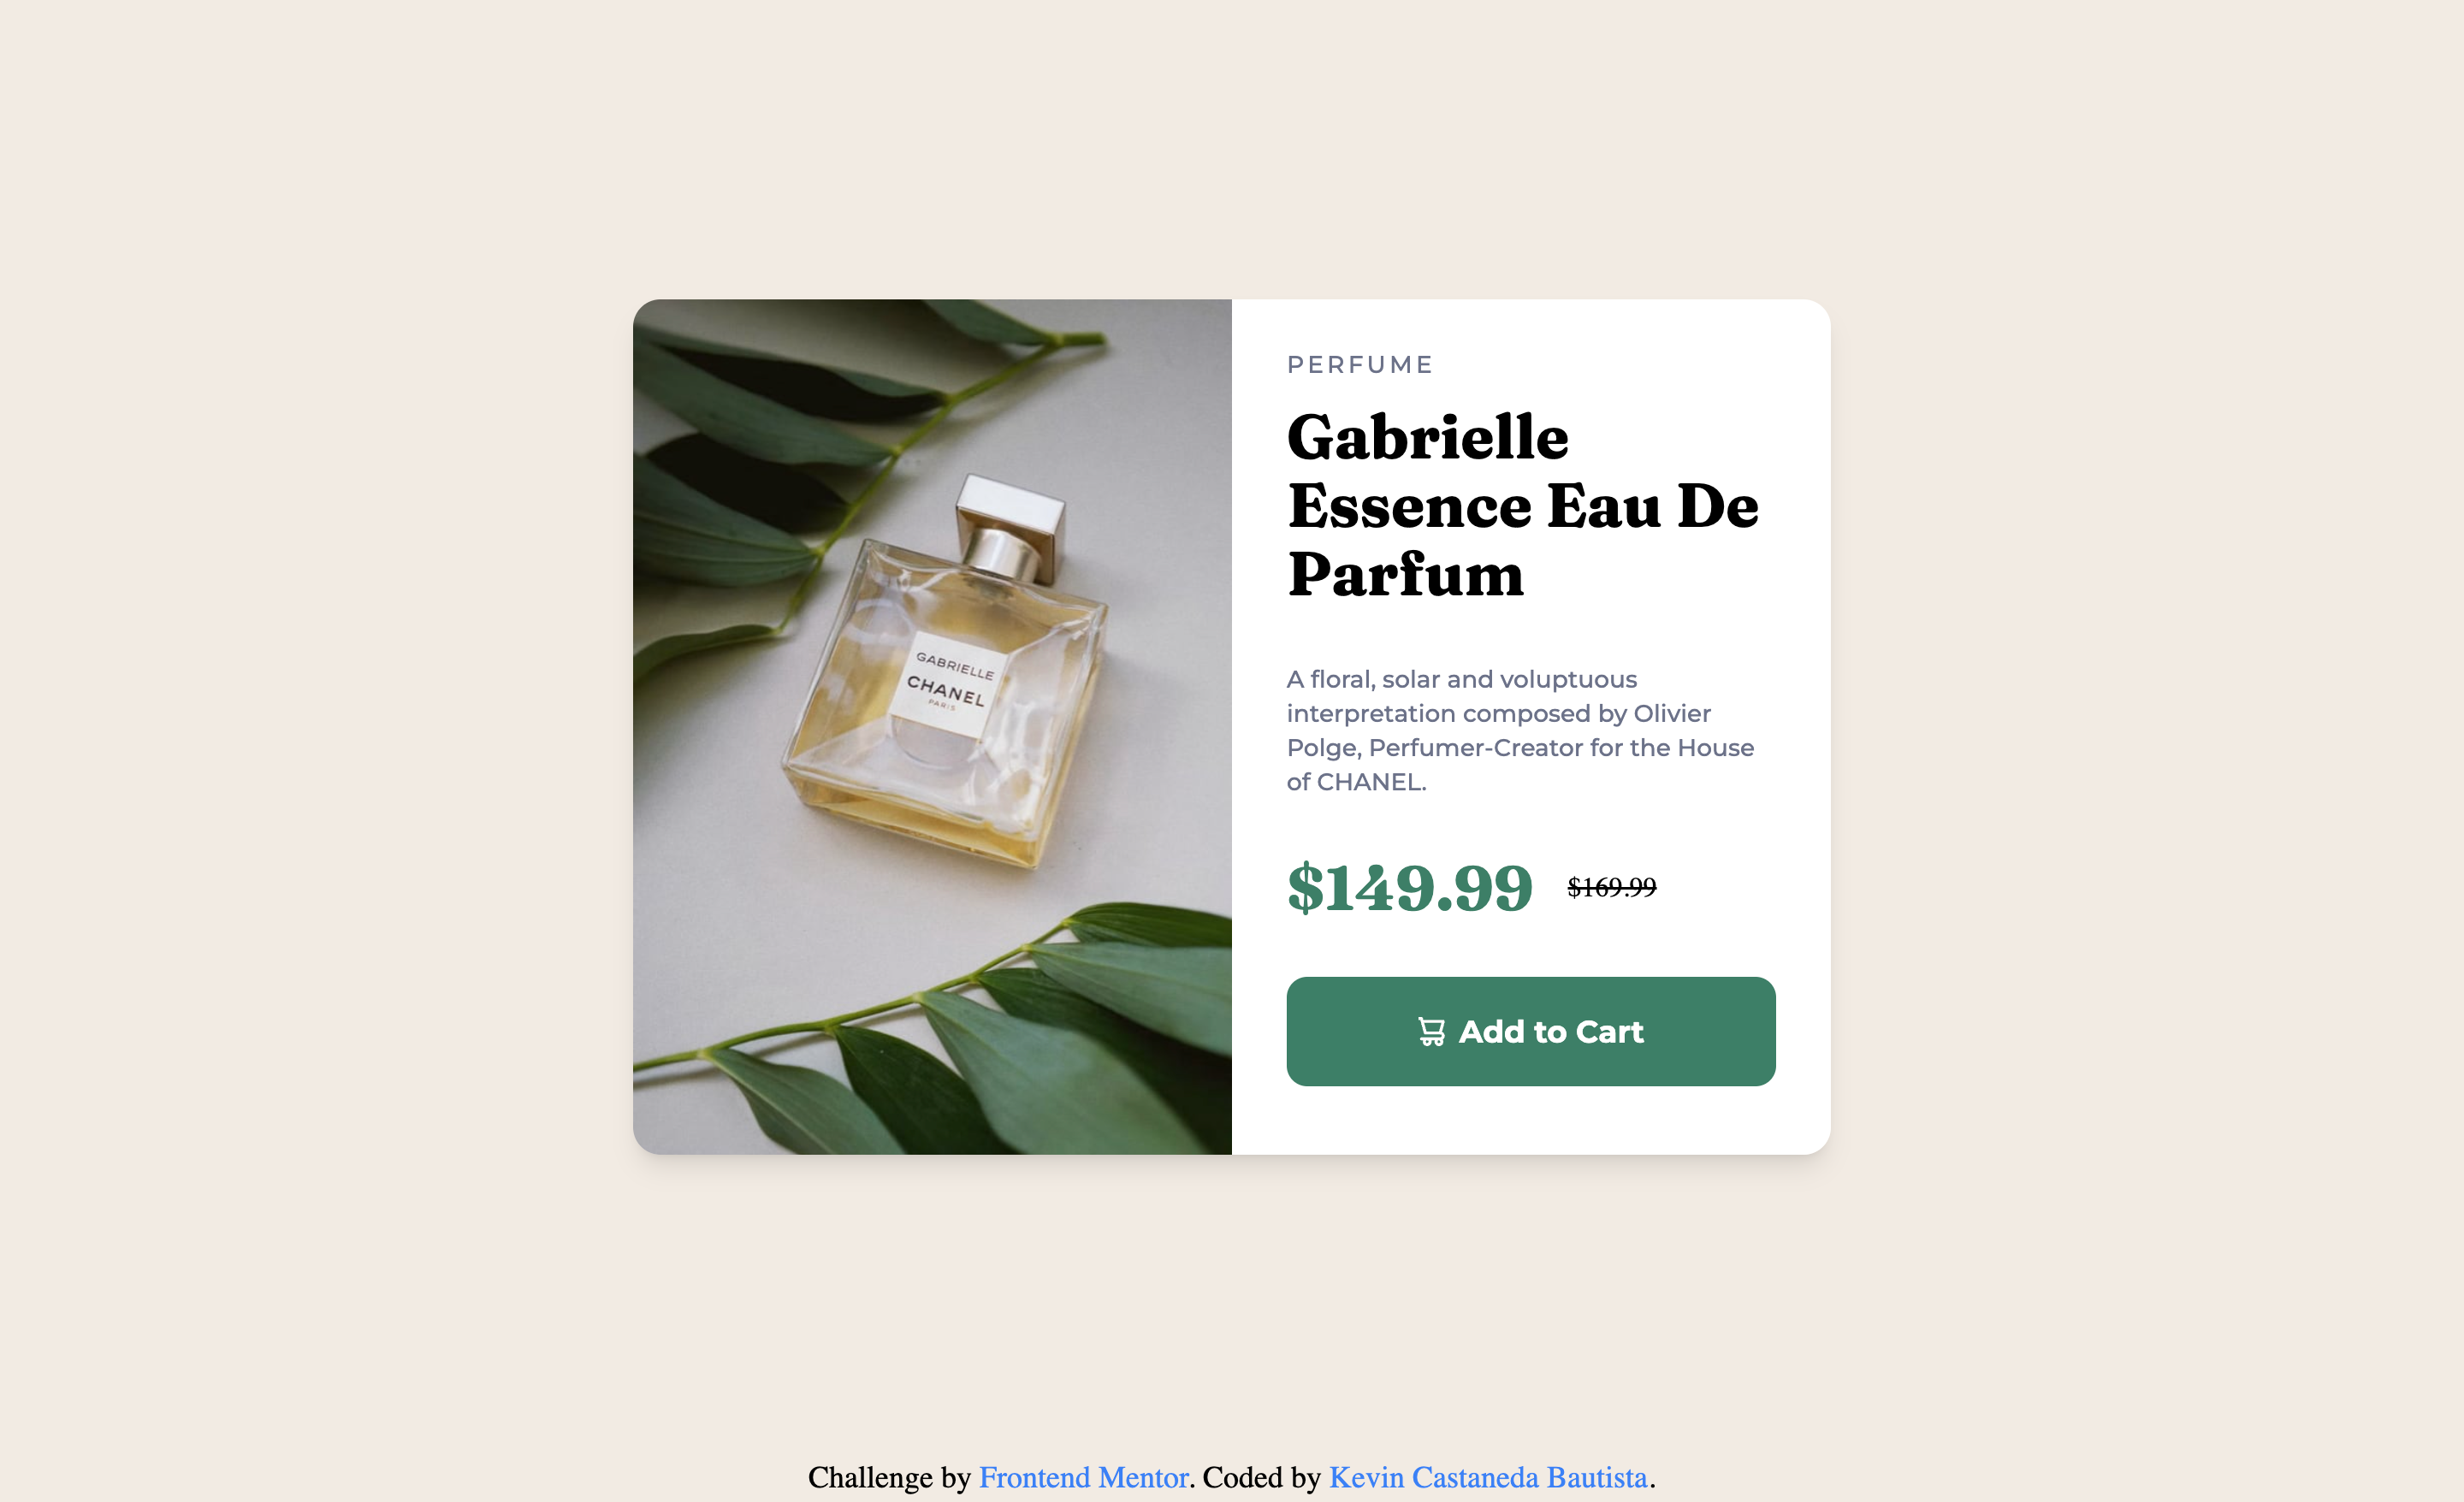 GABRIELLE
CHANEL
PARIS
PERFUME
Gabrielle
Essence Eau De
Parfum
A floral, solar and voluptuous
interpretation composed by Olivier
Polge, Perfumer-Creator for the House
of CHANEL.
$149.99 $169.99
Add to Cart
Challenge by Frontend Mentor. Coded by Kevin Castaneda Bautista.